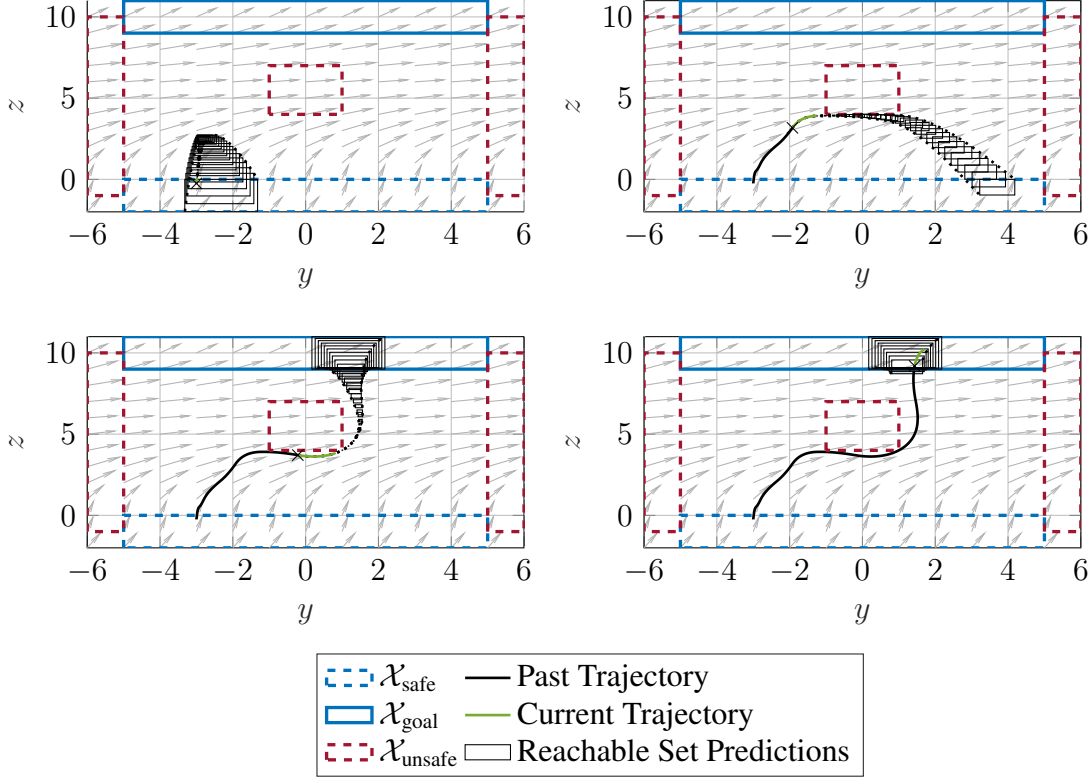 10
5
0
z
−6 −4 −2 0 2 4 6
y
10
5
0
z
−6 −4 −2 0 2 4 6
y
10
5
0
z
−6 −4 −2 0 2 4 6
y
10
5
0
z
−6 −4 −2 0 2 4 6
y
𝒳safe Past Trajectory
𝒳goal Current Trajectory
𝒳unsafe Reachable Set Predictions